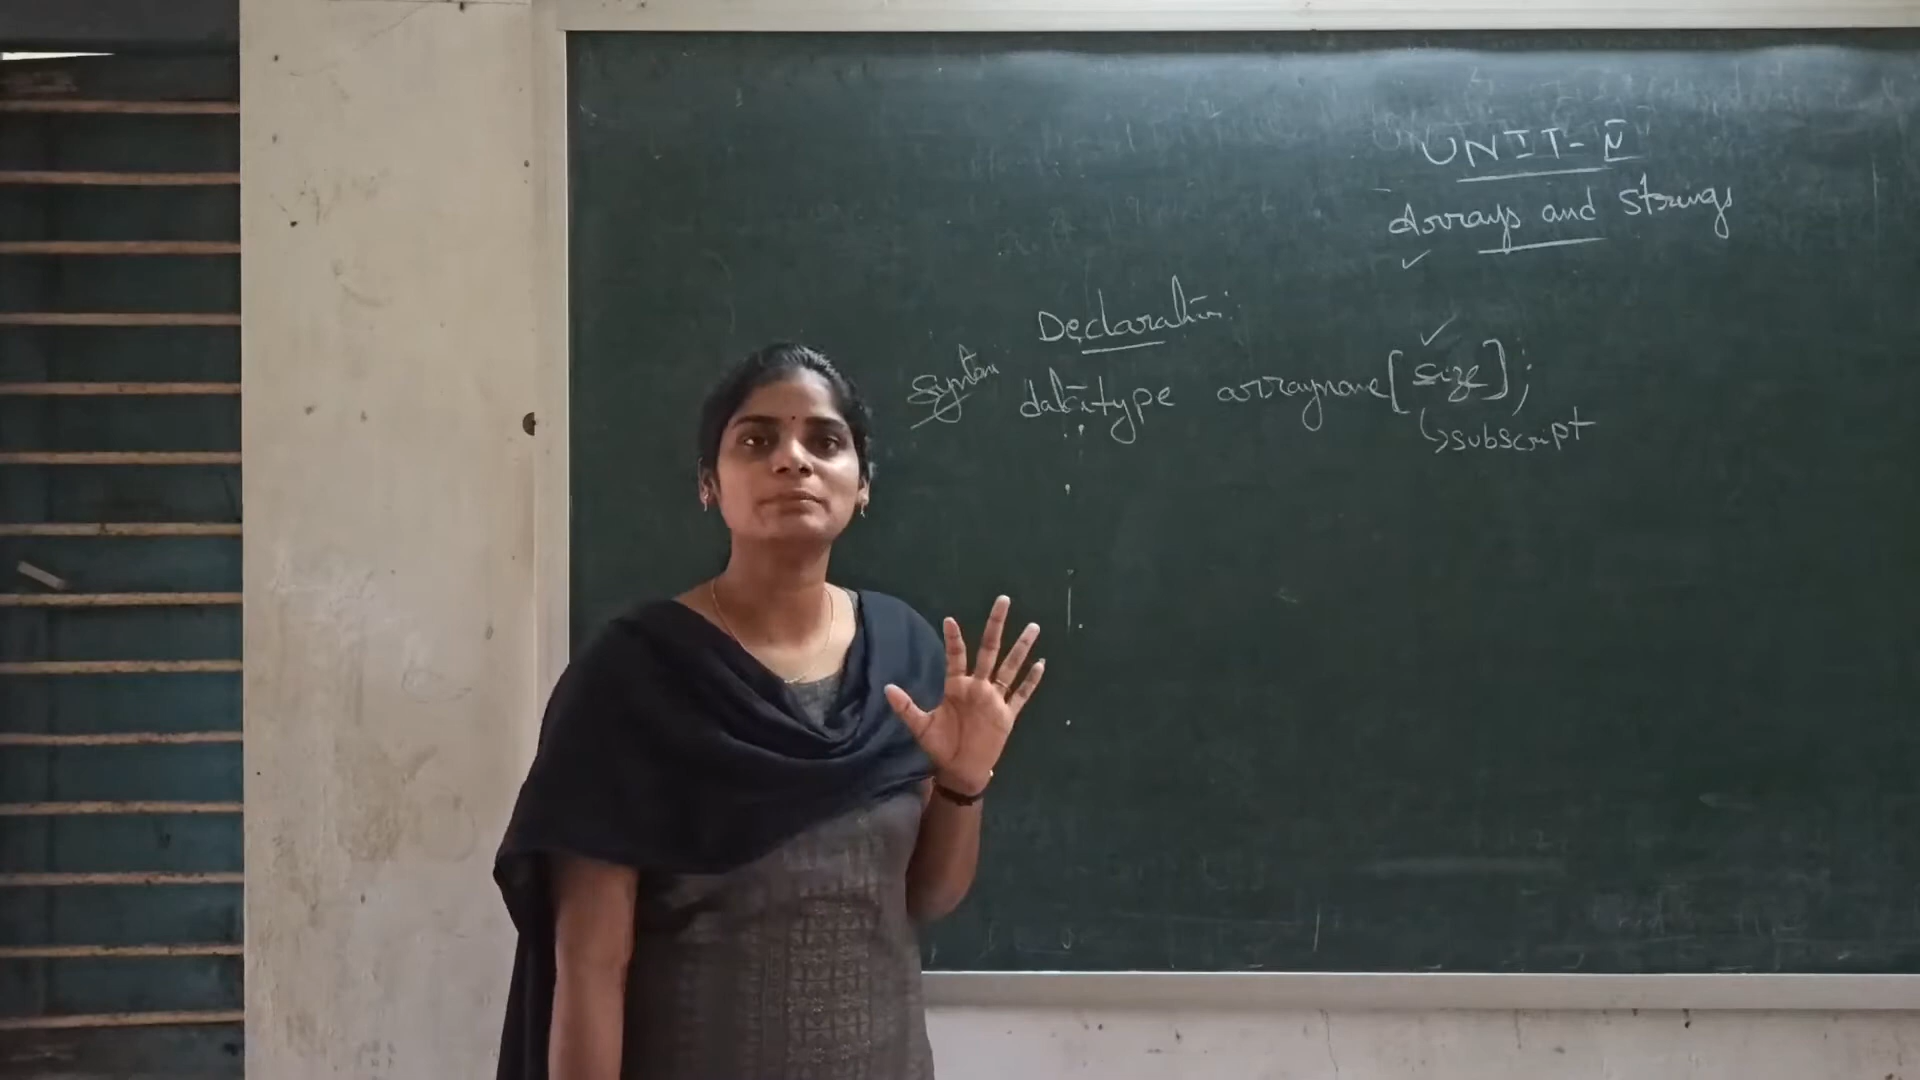 UNIT-IV
Arrays and Strings
Declaration:
Syntax datatype arrayname[size];
↳subscript